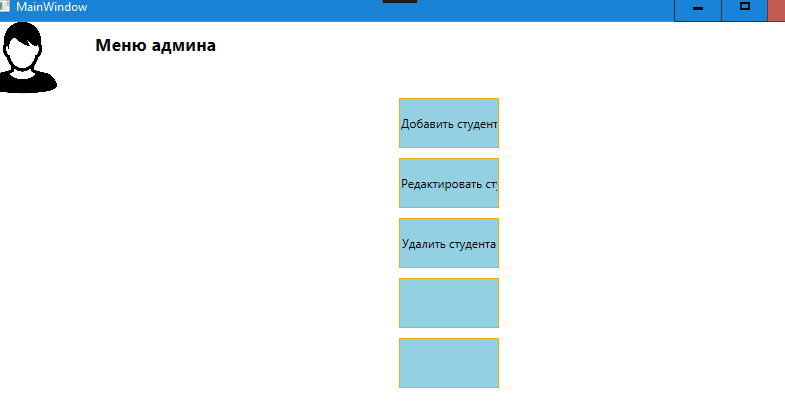 MainWindow
Меню админа
Добавить студент
Редактировать ст
Удалить студента